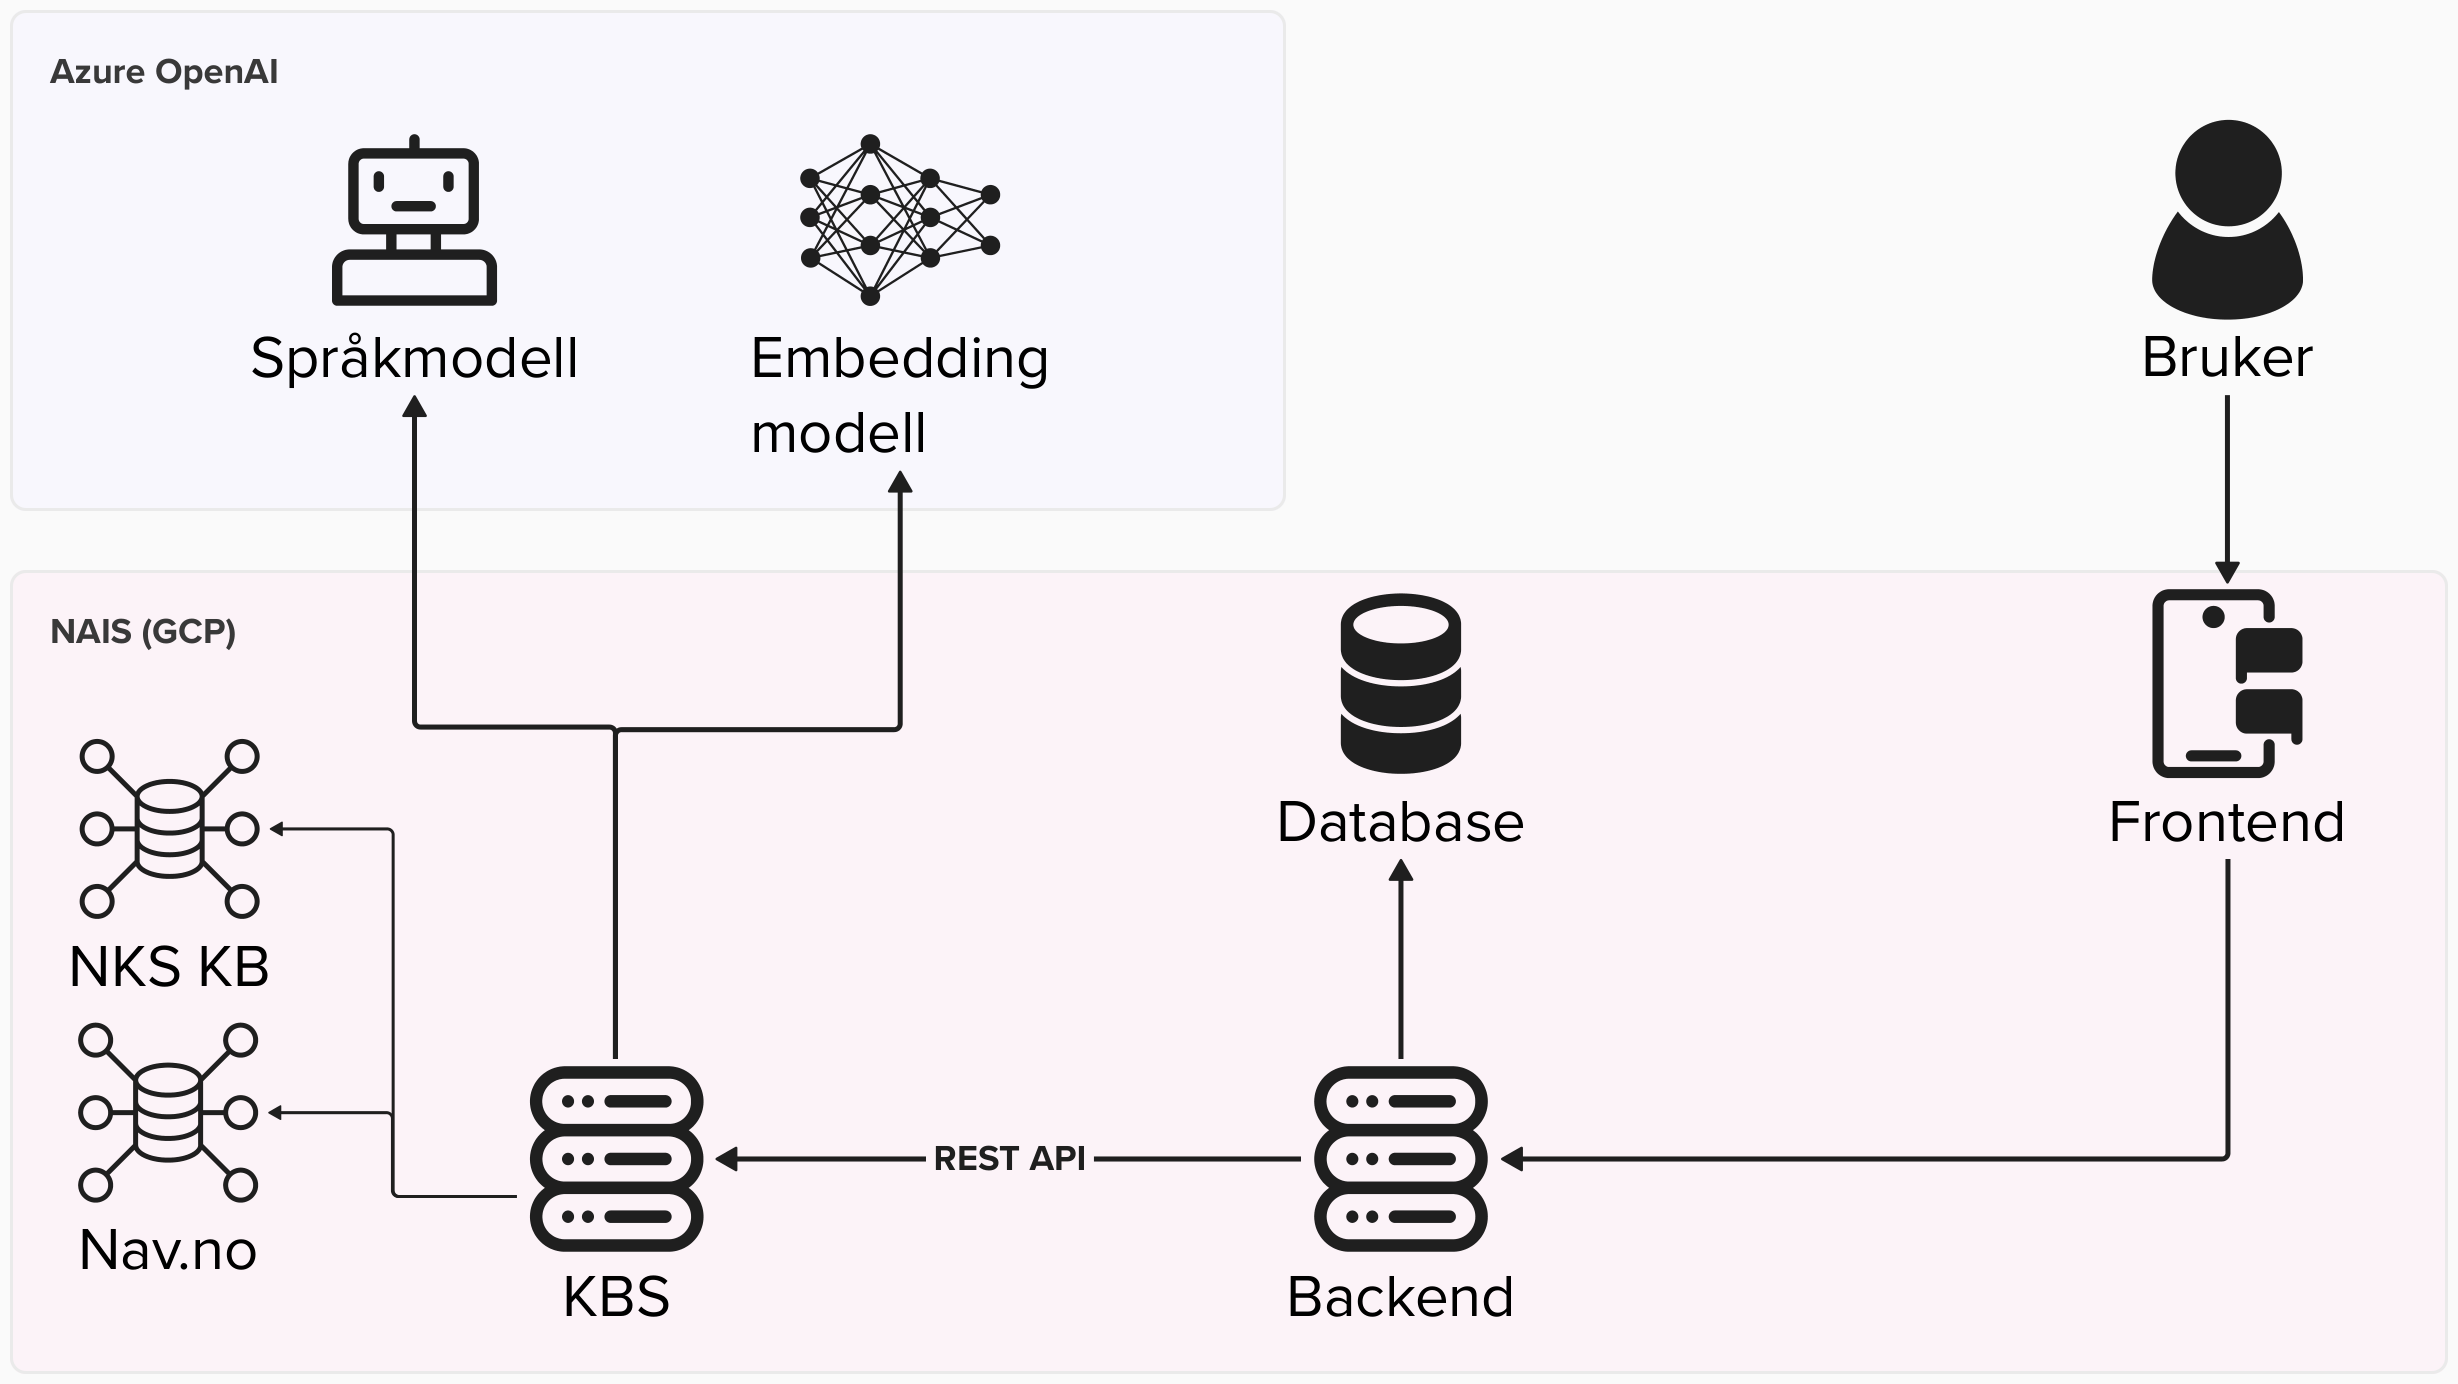 Azure OpenAI
Språkmodell
Embedding
modell
Bruker
NAIS (GCP)
Database
Frontend
NKS KB
Nav.no
REST API
KBS
Backend